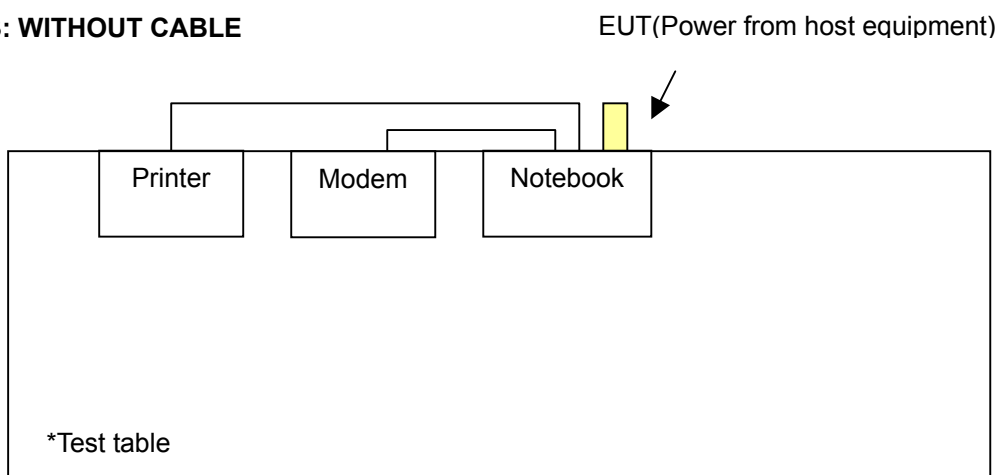 : WITHOUT CABLE
EUT(Power from host equipment)
Printer
Modem
Notebook
*Test table